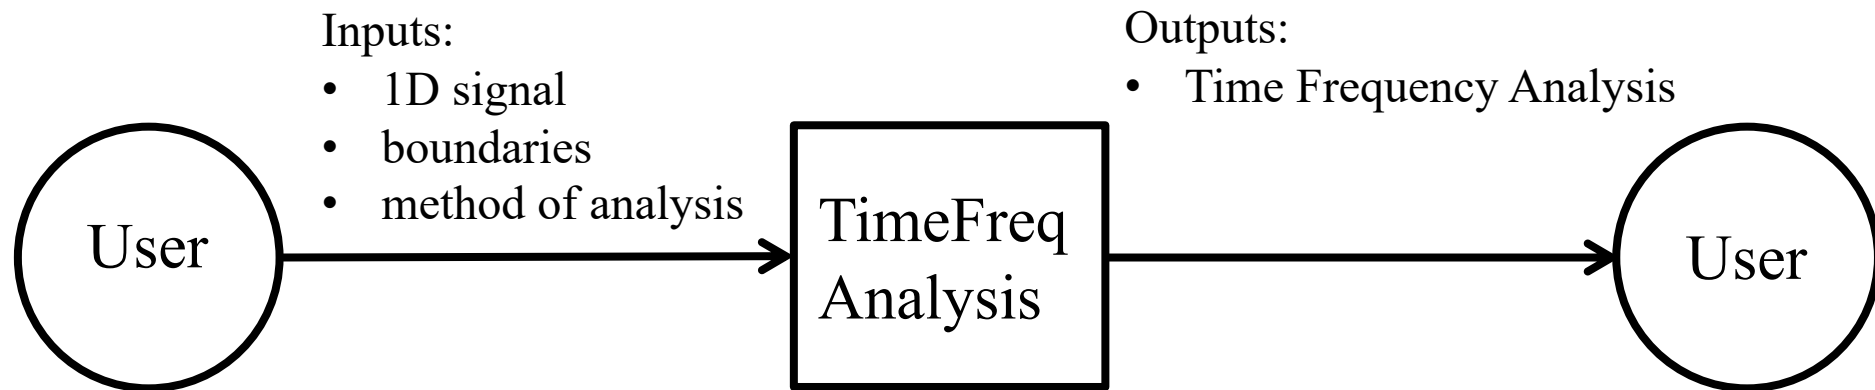 User
Inputs:
• 1D signal
• boundaries
• method of analysis
TimeFreq
Analysis
Outputs:
• Time Frequency Analysis
User